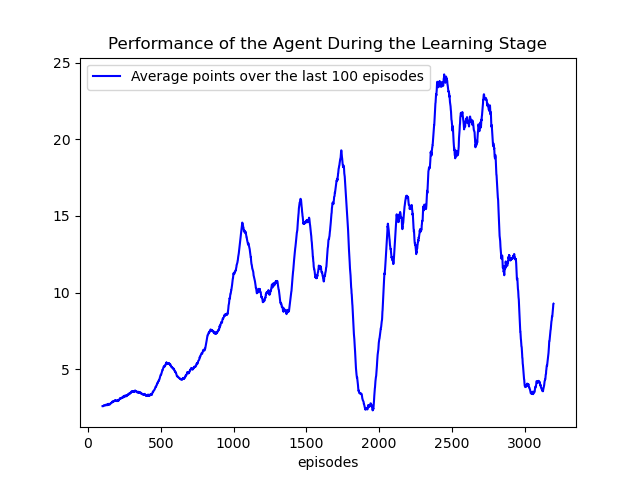 Performance of the Agent During the Learning Stage
Average points over the last 100 episodes
25
20
15
10
5
0 500 1000 1500 2000 2500 3000
episodes